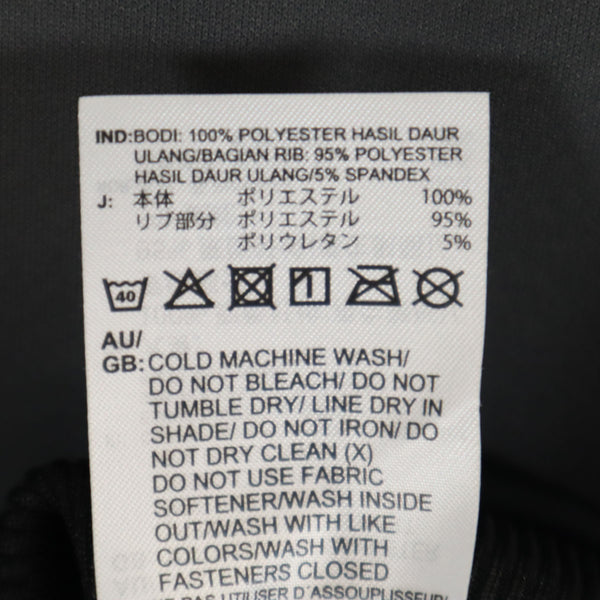 IND:BODI: 100% POLYESTER HASIL DAUR
ULANG/BAGIAN RIB: 95% POLYESTER
HASIL DAUR ULANG/5% SPANDEX
J: 本体 ポリエステル 100%
リブ部分 ポリエステル 95%
ポリウレタン 5%
40
AU/
GB: COLD MACHINE WASH/
DO NOT BLEACH/ DO NOT
TUMBLE DRY/ LINE DRY IN
SHADE/ DO NOT IRON/ DO
NOT DRY CLEAN (X)
DO NOT USE FABRIC
SOFTENER/WASH INSIDE
OUT/WASH WITH LIKE
COLORS/WASH WITH
FASTENERS CLOSED
NE PAS UTILISER D'ASSOUPLISSEUR/